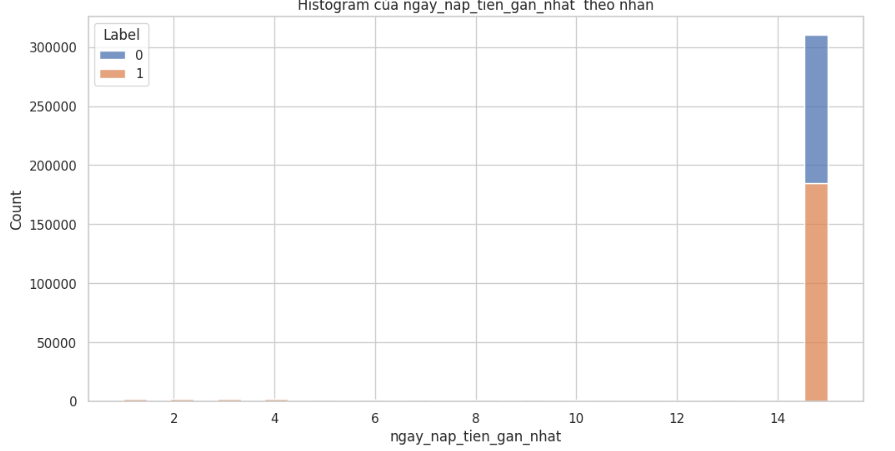 Histogram của ngay_nap_tien_gan_nhat theo nhãn
Label
0
1
300000
250000
200000
150000
100000
50000
0
Count
2 4 6 8 10 12 14
ngay_nap_tien_gan_nhat